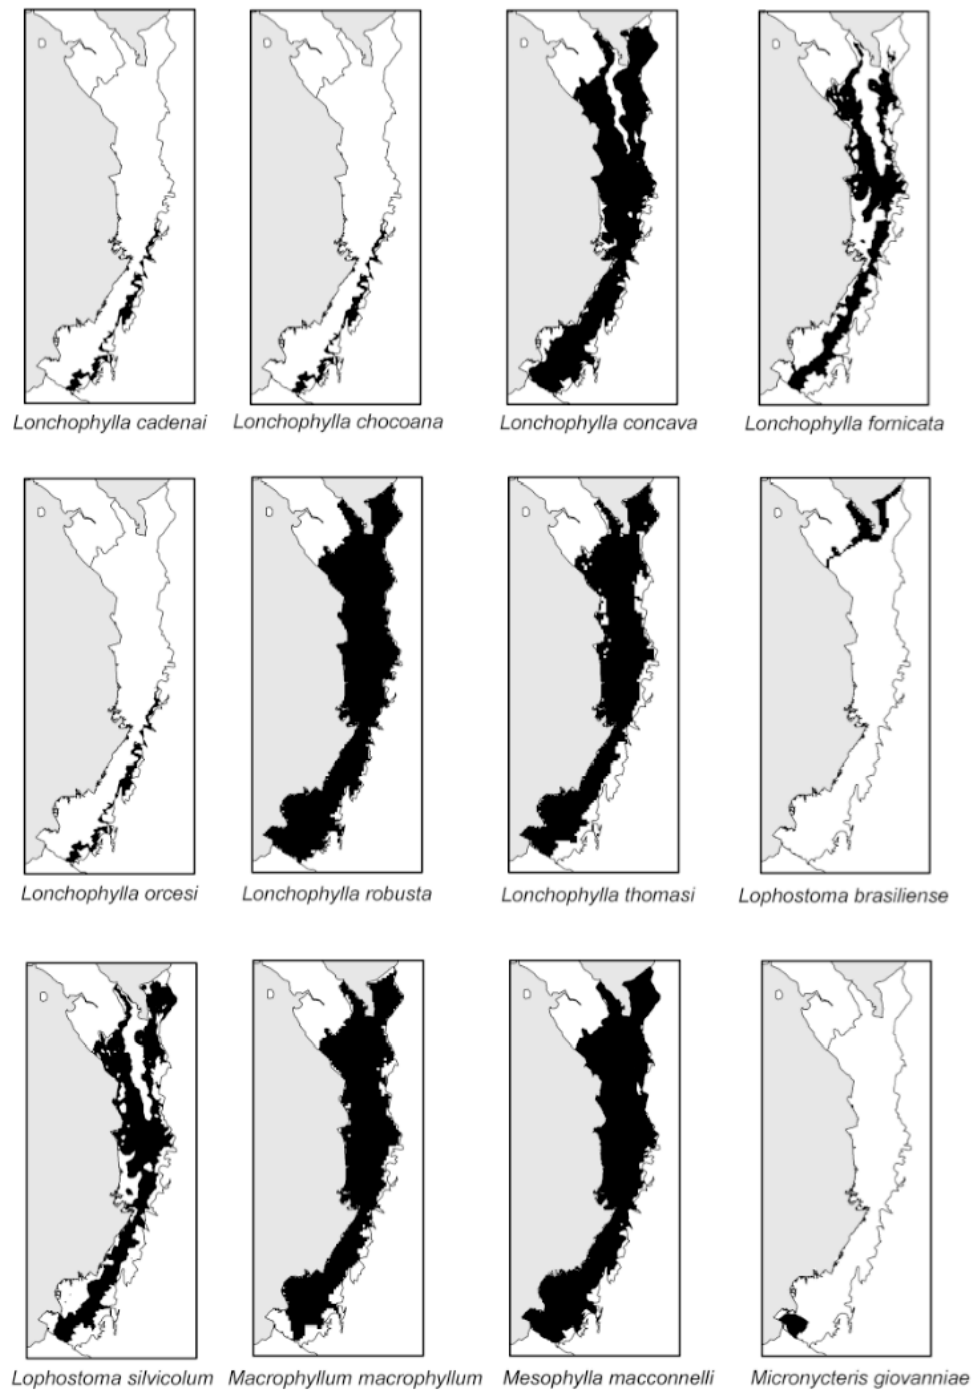 Lonchophylla cadenai
Lonchophylla chocoana
Lonchophylla concava
Lonchophylla fornicata
Lonchophylla orcesi
Lonchophylla robusta
Lonchophylla thomasi
Lophostoma brasiliense
Lophostoma silvicolum
Macrophyllum macrophyllum
Mesophylla macconnelli
Micronycteris giovanniae